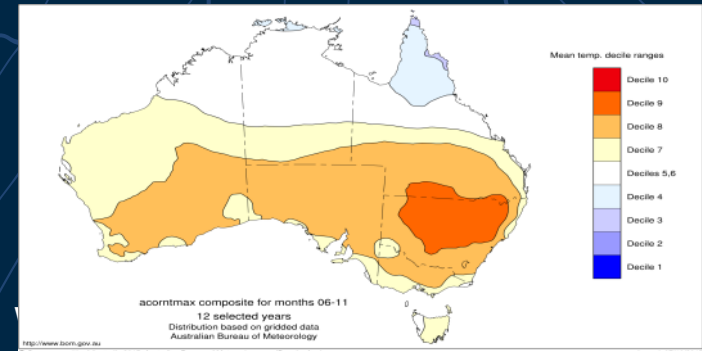 Mean temp. decile ranges
Decile 10
Decile 9
Decile 8
Decile 7
Deciles 5,6
Decile 4
Decile 3
Decile 2
Decile 1
acorntmax composite for months 06-11
12 selected years
Distribution based on gridded data
Australian Bureau of Meteorology
http://www.bom.gov.au